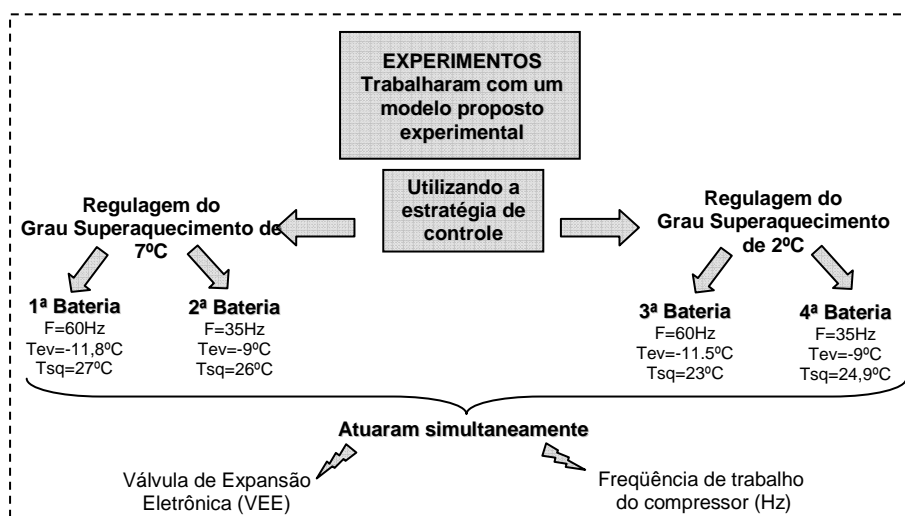 EXPERIMENTOS
Trabalharam com um
modelo proposto
experimental
Utilizando a
estratégia de
controle
Regulagem do
Grau Superaquecimento de
7ºC
Regulagem do
Grau Superaquecimento
de 2ºC
1ª Bateria
F=60Hz
Tev=-11,8ºC
Tsq=27ºC
2ª Bateria
F=35Hz
Tev=-9ºC
Tsq=26ºC
3ª Bateria
F=60Hz
Tev=-11.5ºC
Tsq=23ºC
4ª Bateria
F=35Hz
Tev=-9ºC
Tsq=24,9ºC
Atuaram simultaneamente
Válvula de Expansão
Eletrônica (VEE)
Freqüência de trabalho
do compressor (Hz)